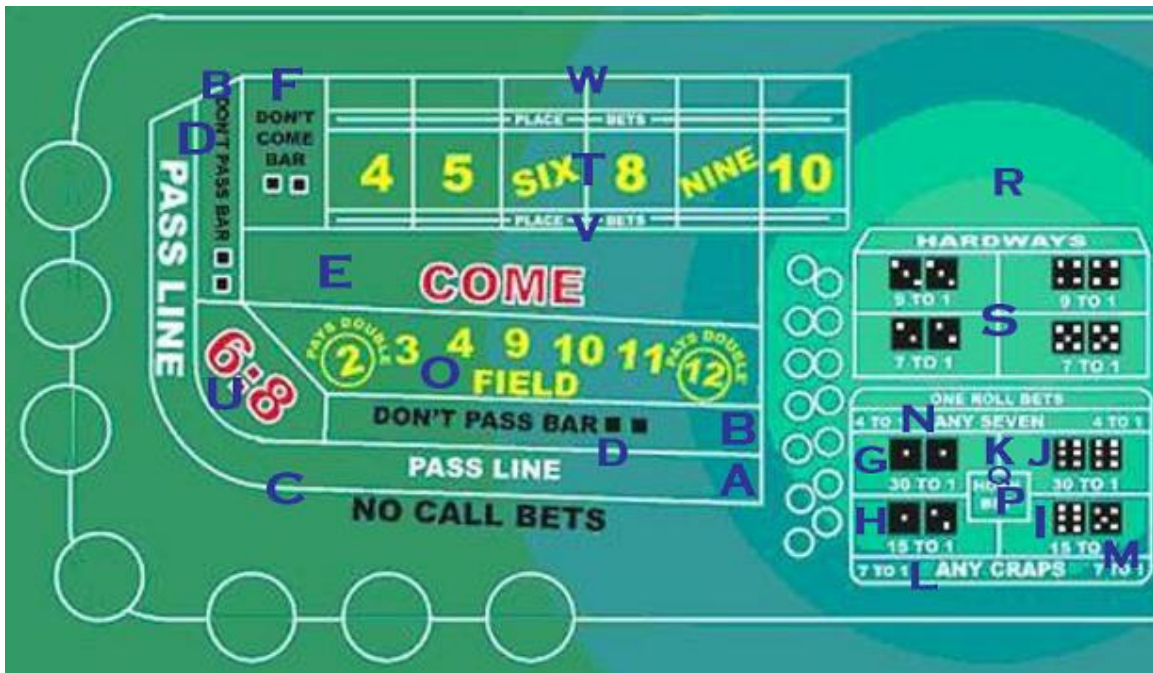 W
B F
DON'T COME BAR
PLACE BETS
D
DON'T PASS BAR
PASS LINE
4 5 SIX T 8 NINE 10
R
PLACE V BETS
HARDWAYS
E COME
9 TO 1 9 TO 1
S
7 TO 1 7 TO 1
6·8
U
PAYS DOUBLE
2 3 4 9 10 11 12
PAYS DOUBLE
O FIELD
DON'T PASS BAR B
D
PASS LINE A
C
NO CALL BETS
ONE ROLL BETS
4 TO 1 N ANY SEVEN 4 TO 1
G K J
30 TO 1 Q 30 TO 1
P
H I
15 TO 1 15 TO
M
7 TO 1 L ANY CRAPS 7 TO 1